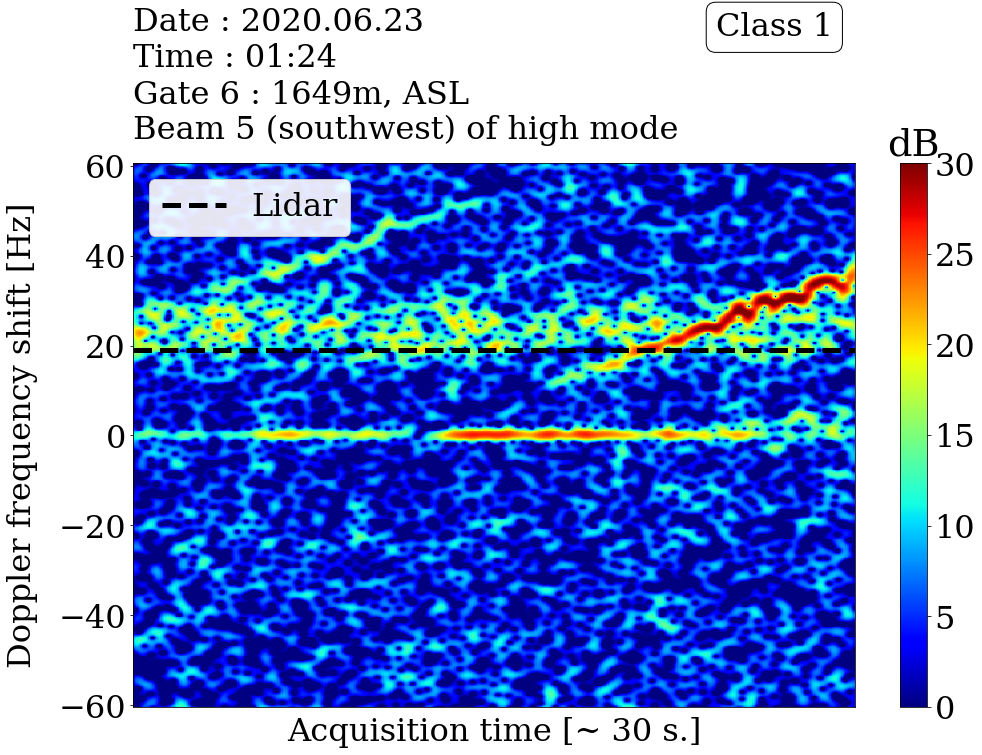 Date : 2020.06.23
Time : 01:24
Gate 6 : 1649m, ASL
Beam 5 (southwest) of high mode
Class 1
dB
Lidar
60
40
20
0
−20
−40
−60
Doppler frequency shift [Hz]
Acquisition time [~ 30 s.]
30
25
20
15
10
5
0